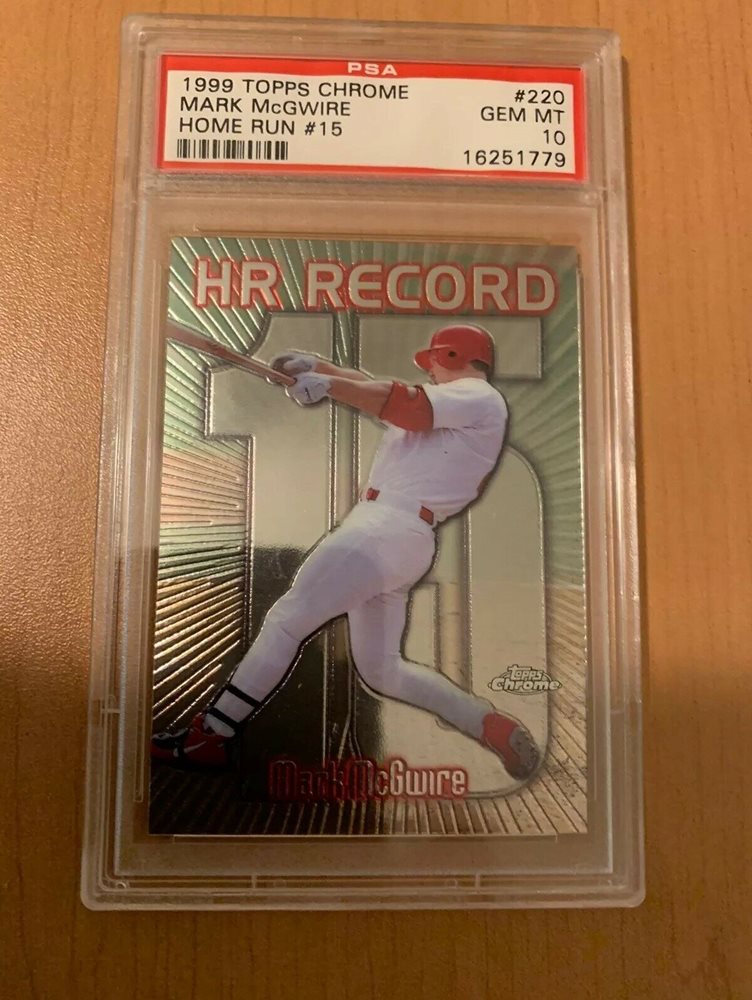 PSA
1999 TOPPS CHROME #220
MARK McGWIRE GEM MT
HOME RUN #15 10
16251779
HR RECORD
15
Topps
Chrome
Mark McGwire